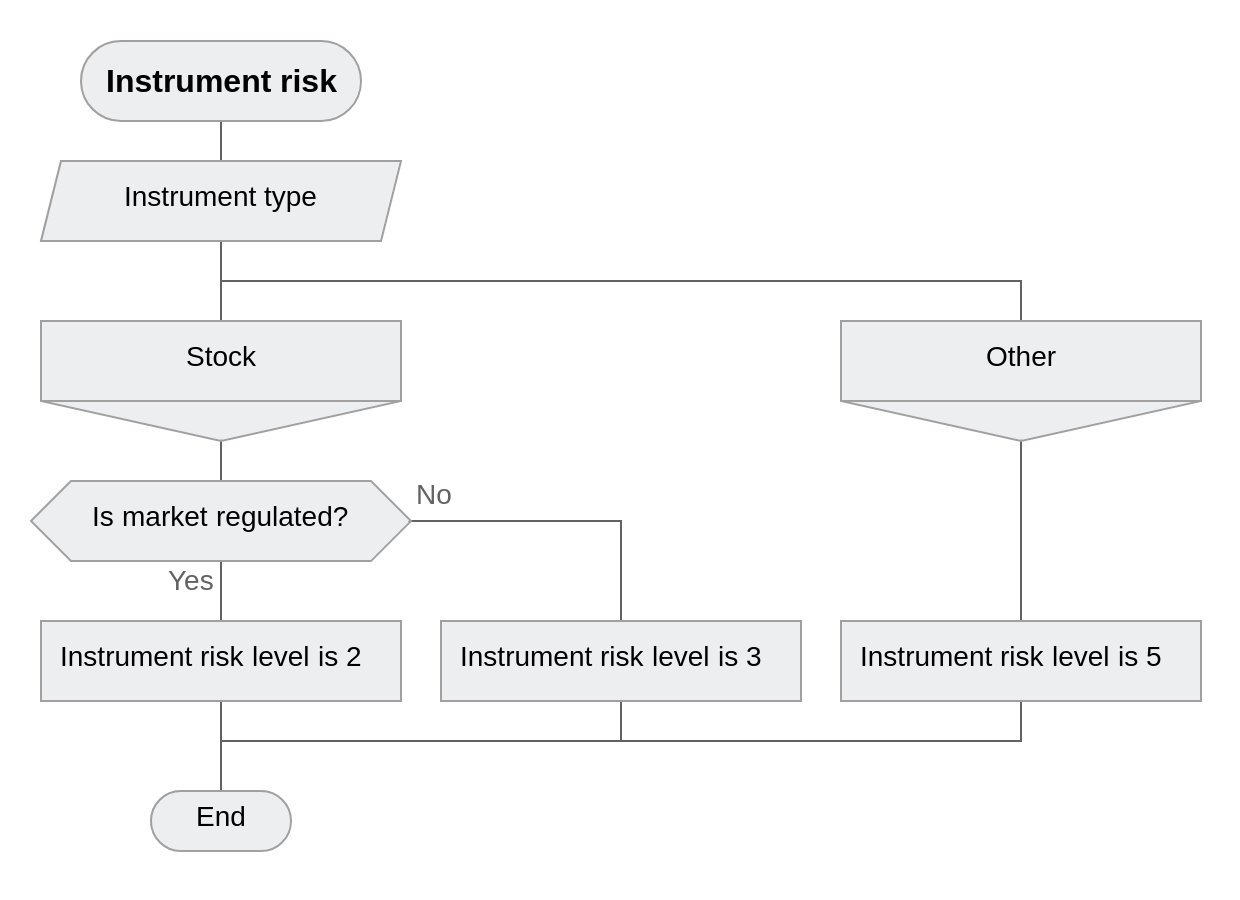 Instrument risk
Instrument type
Stock
Other
Is market regulated?
No
Yes
Instrument risk level is 2
Instrument risk level is 3
Instrument risk level is 5
End